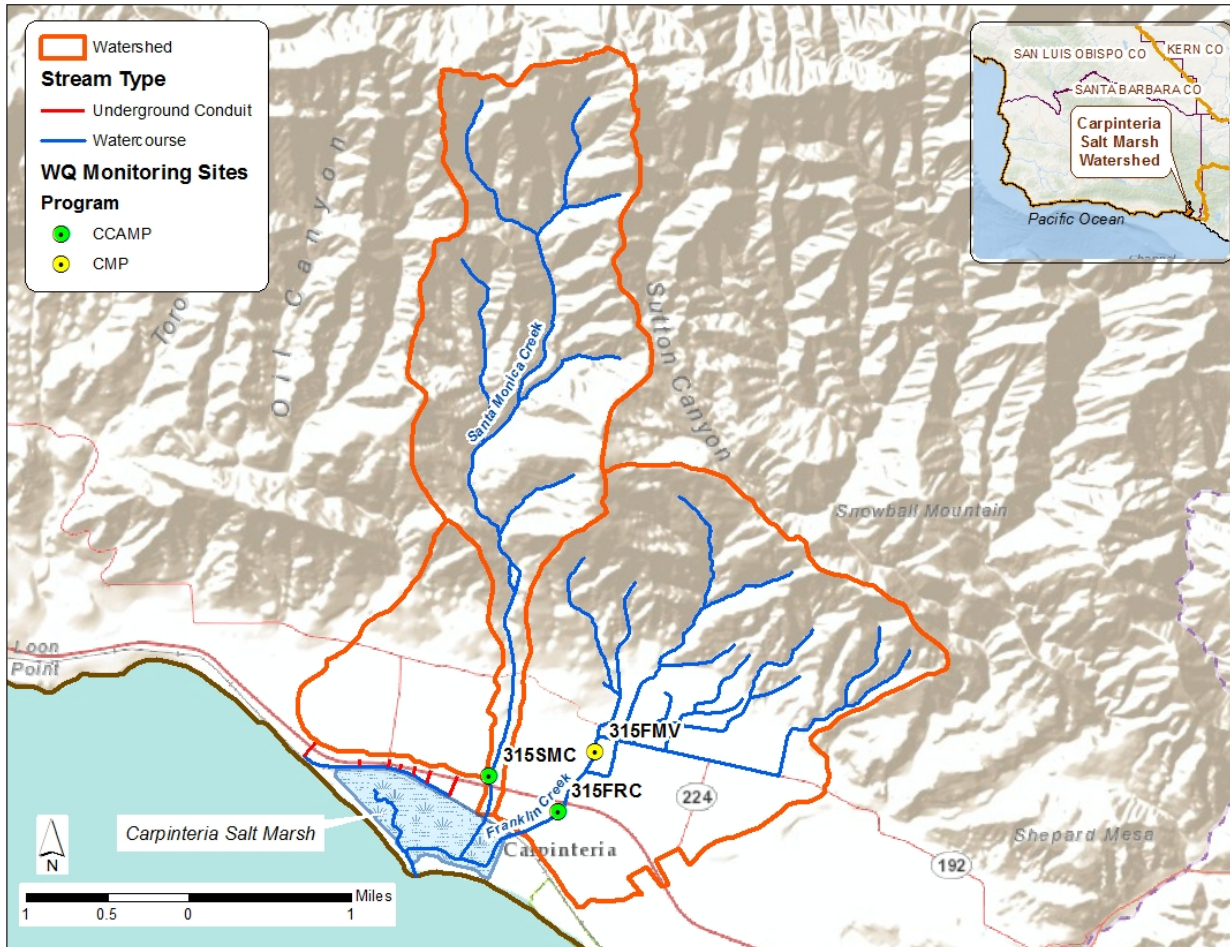 Watershed
Stream Type
Underground Conduit
Watercourse
WQ Monitoring Sites
Program
CCAMP
CMP
SAN LUIS OBISPO CO
KERN CO
SANTA BARBARA CO
Carpinteria
Salt Marsh
Watershed
Pacific Ocean
Channel
Toro
Oil Canyon
Sutton Canyon
Santa Monica Creek
Snowball Mountain
Loon
Point
315FMV
315SMC
315FRC
Franklin Creek
224
Carpinteria Salt Marsh
Carpinteria
Shepard Mesa
192
N
Miles
1
0.5
0
1